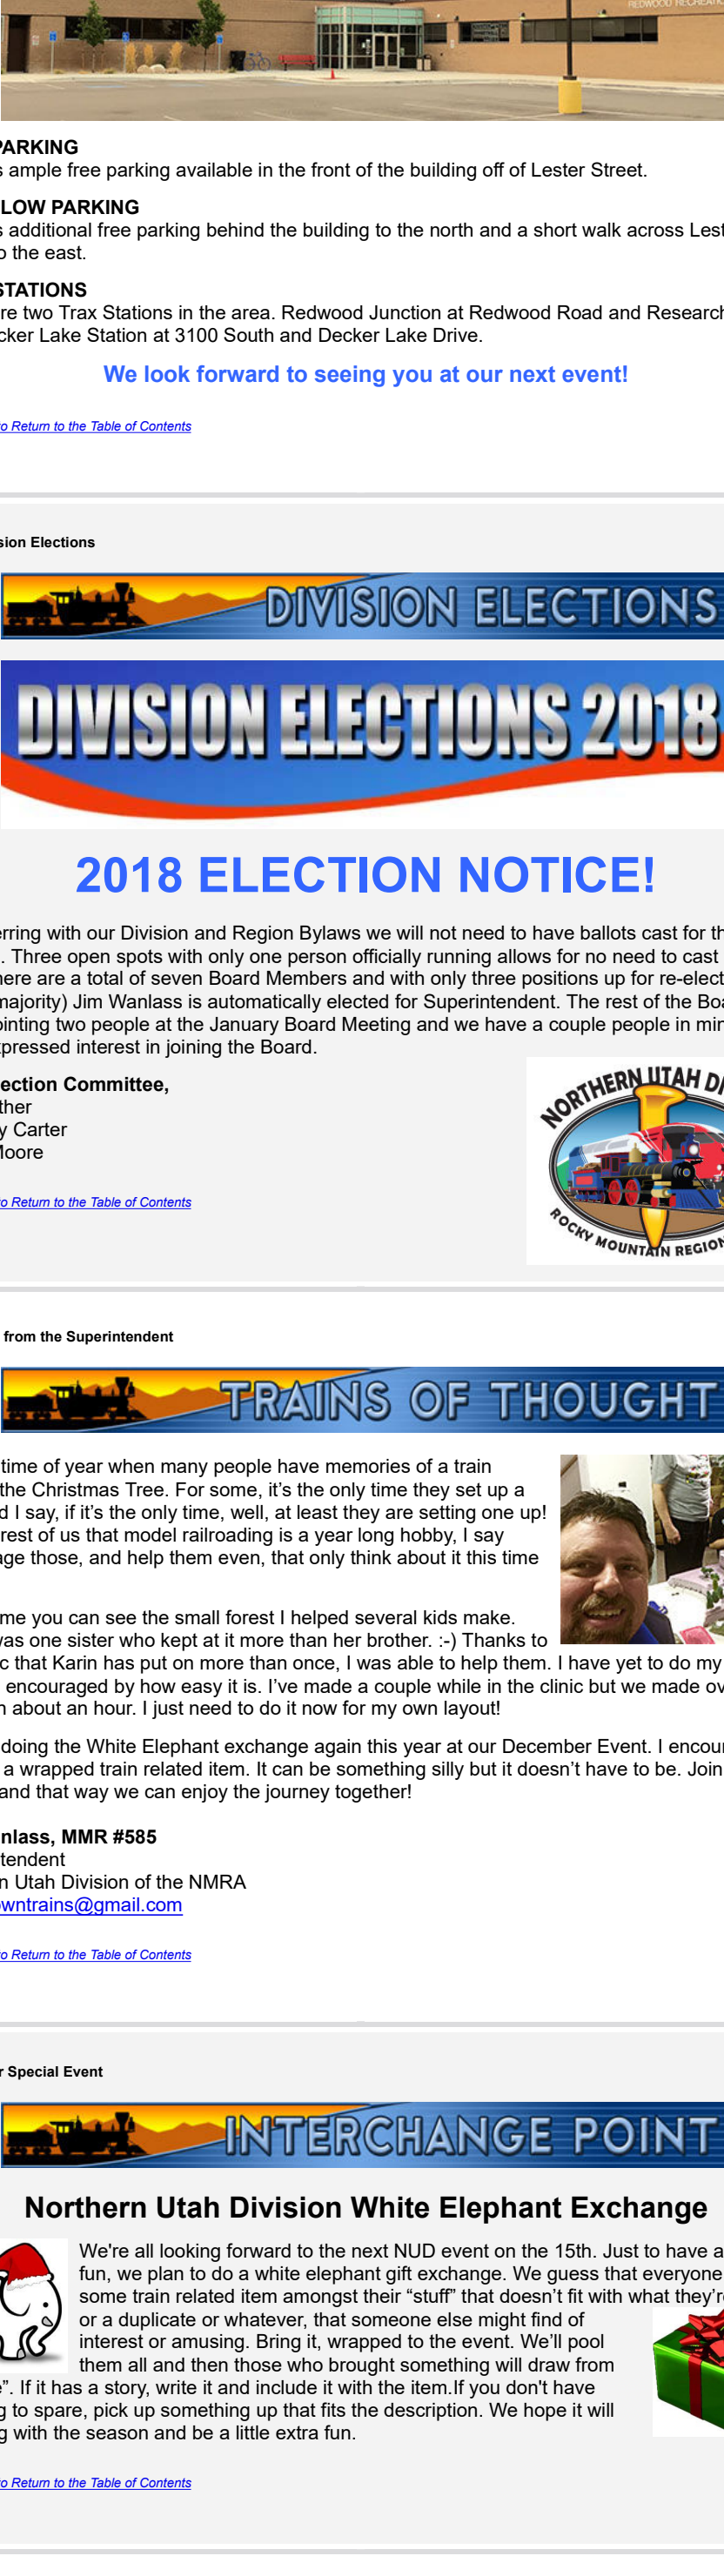 REDWOOD RECREATI
PARKING
s ample free parking available in the front of the building off of Lester Street.
LOW PARKING
s additional free parking behind the building to the north and a short walk across Lest
o the east.
STATIONS
re two Trax Stations in the area. Redwood Junction at Redwood Road and Research
cker Lake Station at 3100 South and Decker Lake Drive.
We look forward to seeing you at our next event!
o Return to the Table of Contents
sion Elections
DIVISION ELECTIONS
DIVISION ELECTIONS 2018
2018 ELECTION NOTICE!
erring with our Division and Region Bylaws we will not need to have ballots cast for th
. Three open spots with only one person officially running allows for no need to cast
here are a total of seven Board Members and with only three positions up for re-elect
majority) Jim Wanlass is automatically elected for Superintendent. The rest of the Boa
ointing two people at the January Board Meeting and we have a couple people in min
xpressed interest in joining the Board.
ection Committee,
ther
y Carter
Moore
NORTHERN UTAH DI
ROCKY MOUNTAIN REGION
o Return to the Table of Contents
from the Superintendent
TRAINS OF THOUGHT
time of year when many people have memories of a train
the Christmas Tree. For some, it's the only time they set up a
d I say, if it's the only time, well, at least they are setting one up!
rest of us that model railroading is a year long hobby, I say
age those, and help them even, that only think about it this time
me you can see the small forest I helped several kids make.
was one sister who kept at it more than her brother. :-) Thanks to
c that Karin has put on more than once, I was able to help them. I have yet to do my
encouraged by how easy it is. I've made a couple while in the clinic but we made ov
n about an hour. I just need to do it now for my own layout!
doing the White Elephant exchange again this year at our December Event. I encour
a wrapped train related item. It can be something silly but it doesn't have to be. Join
and that way we can enjoy the journey together!
nlass, MMR #585
tendent
n Utah Division of the NMRA
owntrains@gmail.com
o Return to the Table of Contents
r Special Event
INTERCHANGE POINT
Northern Utah Division White Elephant Exchange
We're all looking forward to the next NUD event on the 15th. Just to have a
fun, we plan to do a white elephant gift exchange. We guess that everyone
some train related item amongst their “stuff” that doesn't fit with what they're
or a duplicate or whatever, that someone else might find of
interest or amusing. Bring it, wrapped to the event. We'll pool
them all and then those who brought something will draw from
”. If it has a story, write it and include it with the item.If you don't have
g to spare, pick up something up that fits the description. We hope it will
g with the season and be a little extra fun.
o Return to the Table of Contents